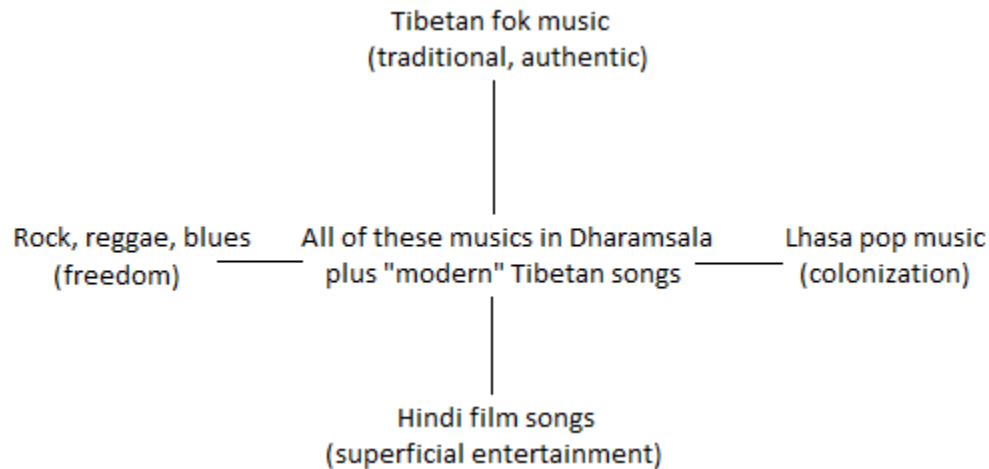 Tibetan fok music
(traditional, authentic)
Rock, reggae, blues
(freedom)
All of these musics in Dharamsala
plus "modern" Tibetan songs
Lhasa pop music
(colonization)
Hindi film songs
(superficial entertainment)